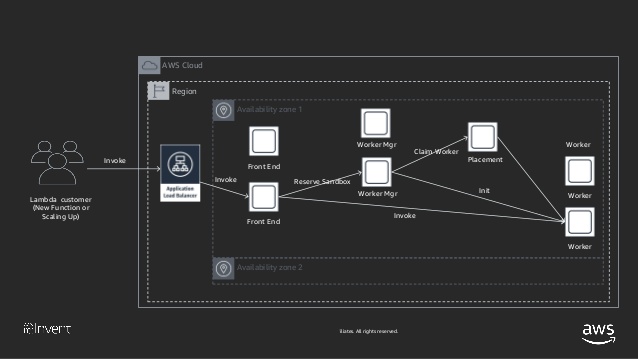 AWS Cloud
Region
Availability zone 1
Worker Mgr
Worker
Claim Worker
Placement
Invoke
Front End
Application
Load Balancer
Invoke
Reserve Sandbox
Worker Mgr
Init
Worker
Lambda customer
(New Function or
Scaling Up)
Front End
Invoke
Worker
Availability zone 2
re:Invent
iliates. All rights reserved.
aws